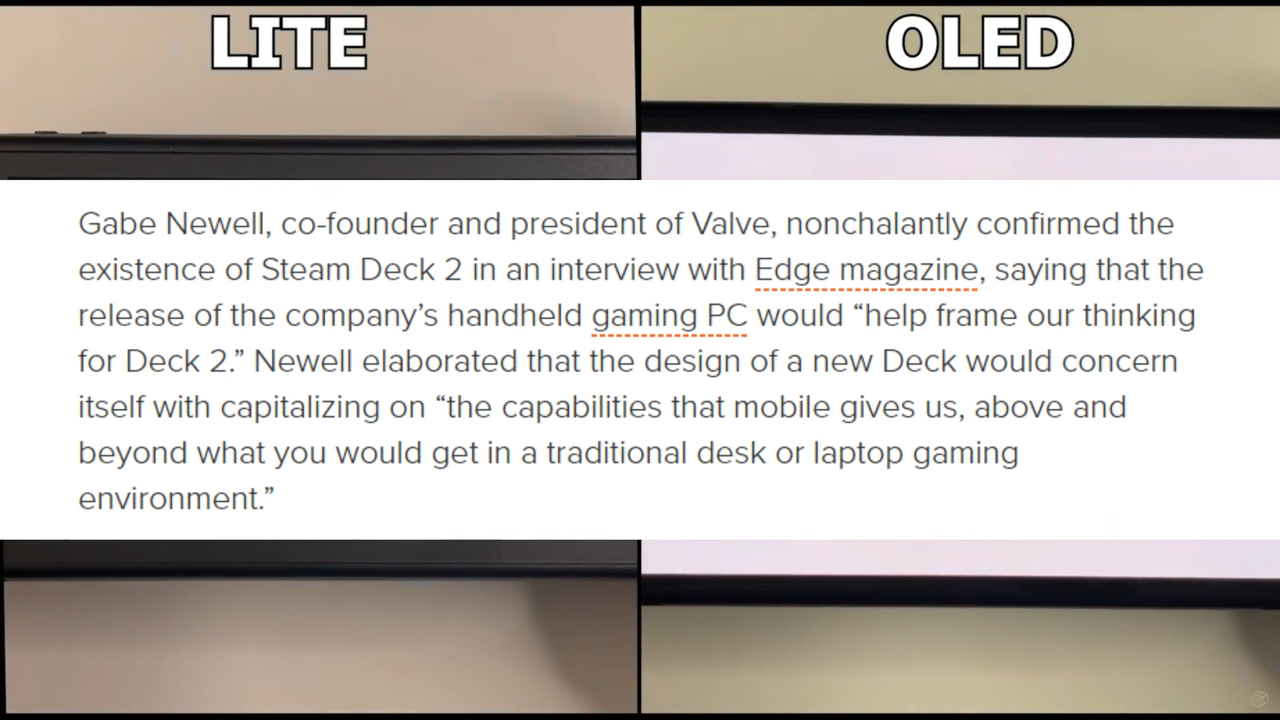 LITE
OLED
Gabe Newell, co-founder and president of Valve, nonchalantly confirmed the
existence of Steam Deck 2 in an interview with Edge magazine, saying that the
release of the company’s handheld gaming PC would “help frame our thinking
for Deck 2.” Newell elaborated that the design of a new Deck would concern
itself with capitalizing on “the capabilities that mobile gives us, above and
beyond what you would get in a traditional desk or laptop gaming
environment.”